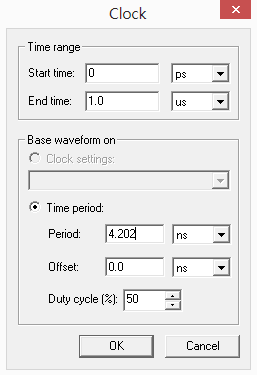 Clock
Time range
Start time: 0 ps
End time: 1.0 us
Base waveform on
Clock settings:
Time period:
Period: 4.202 ns
Offset: 0.0 ns
Duty cycle (%): 50
OK Cancel